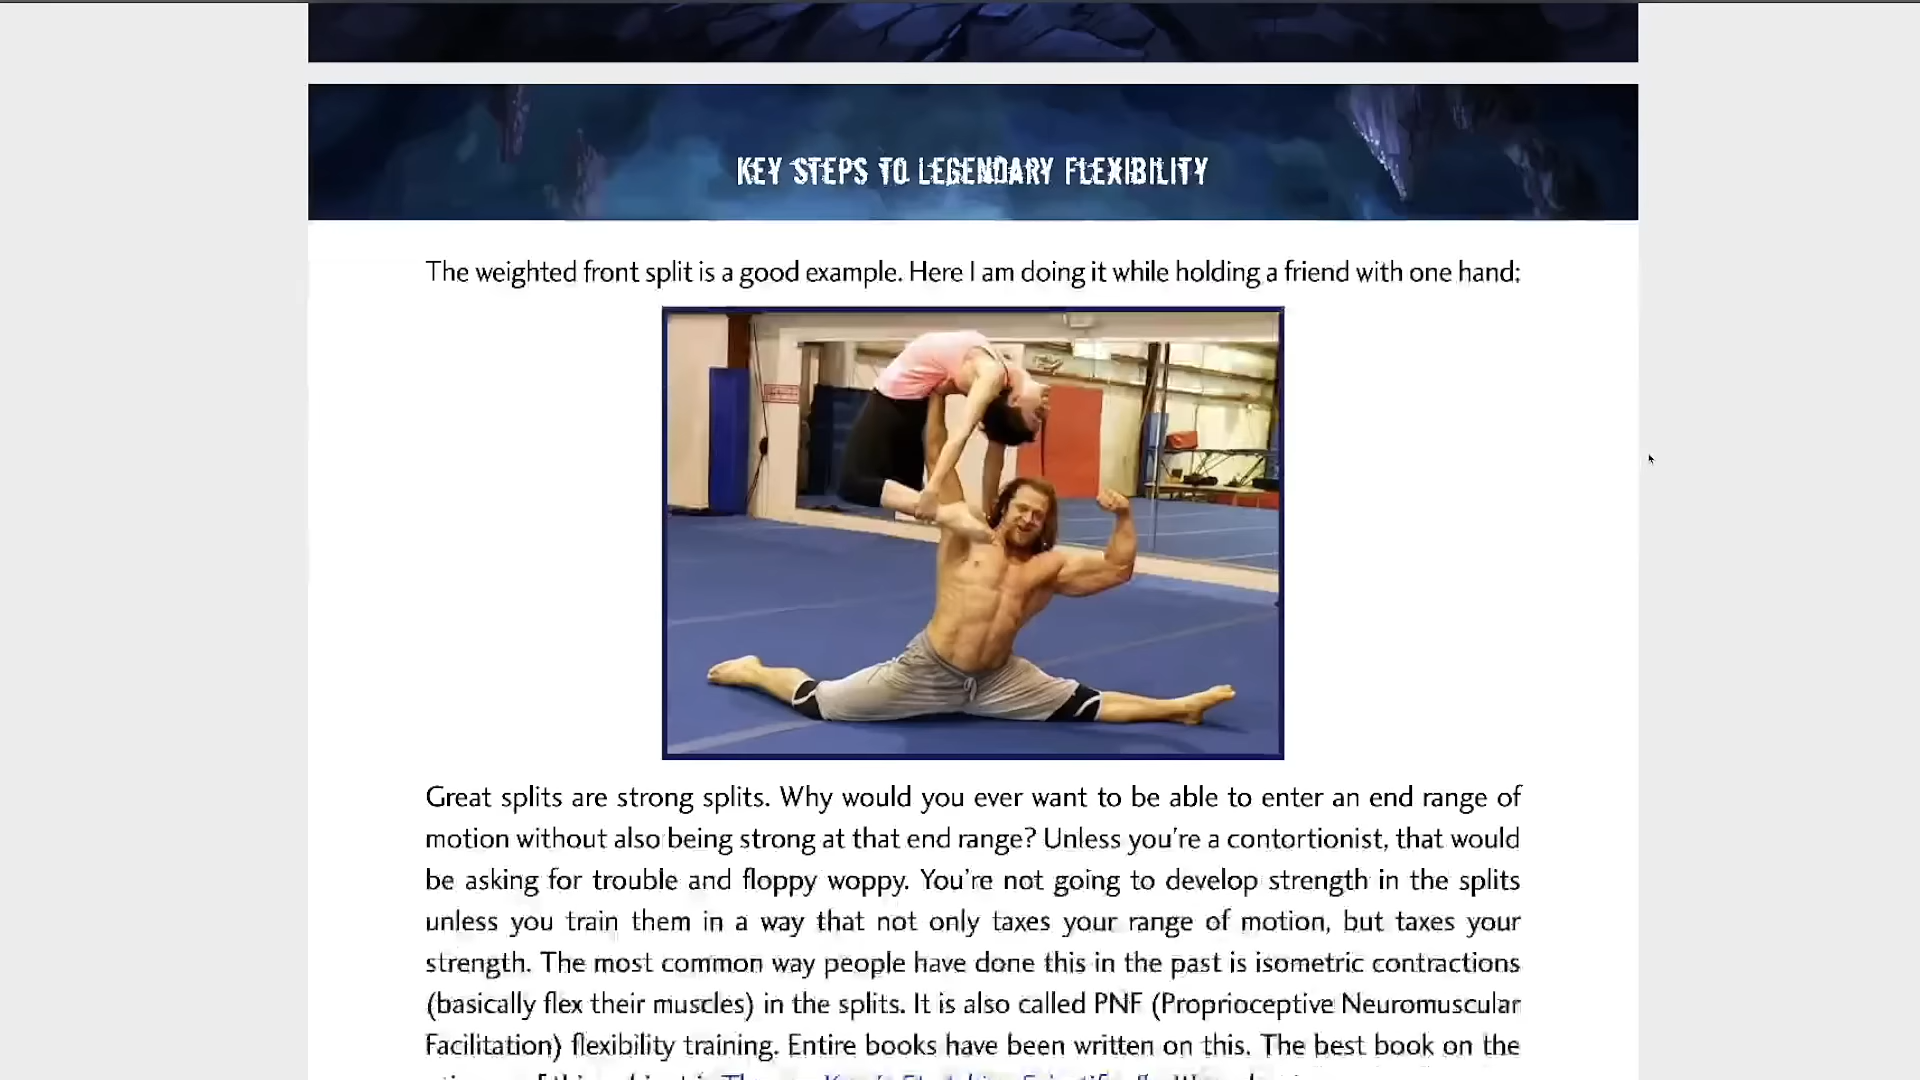 KEY STEPS TO LEGENDARY FLEXIBILITY
The weighted front split is a good example. Here I am doing it while holding a friend with one hand:
Great splits are strong splits. Why would you ever want to be able to enter an end range of
motion without also being strong at that end range? Unless you're a contortionist, that would
be asking for trouble and floppy woppy. You're not going to develop strength in the splits
unless you train them in a way that not only taxes your range of motion, but taxes your
strength. The most common way people have done this in the past is isometric contractions
(basically flex their muscles) in the splits. It is also called PNF (Proprioceptive Neuromuscular
Facilitation) flexibility training. Entire books have been written on this. The best book on the